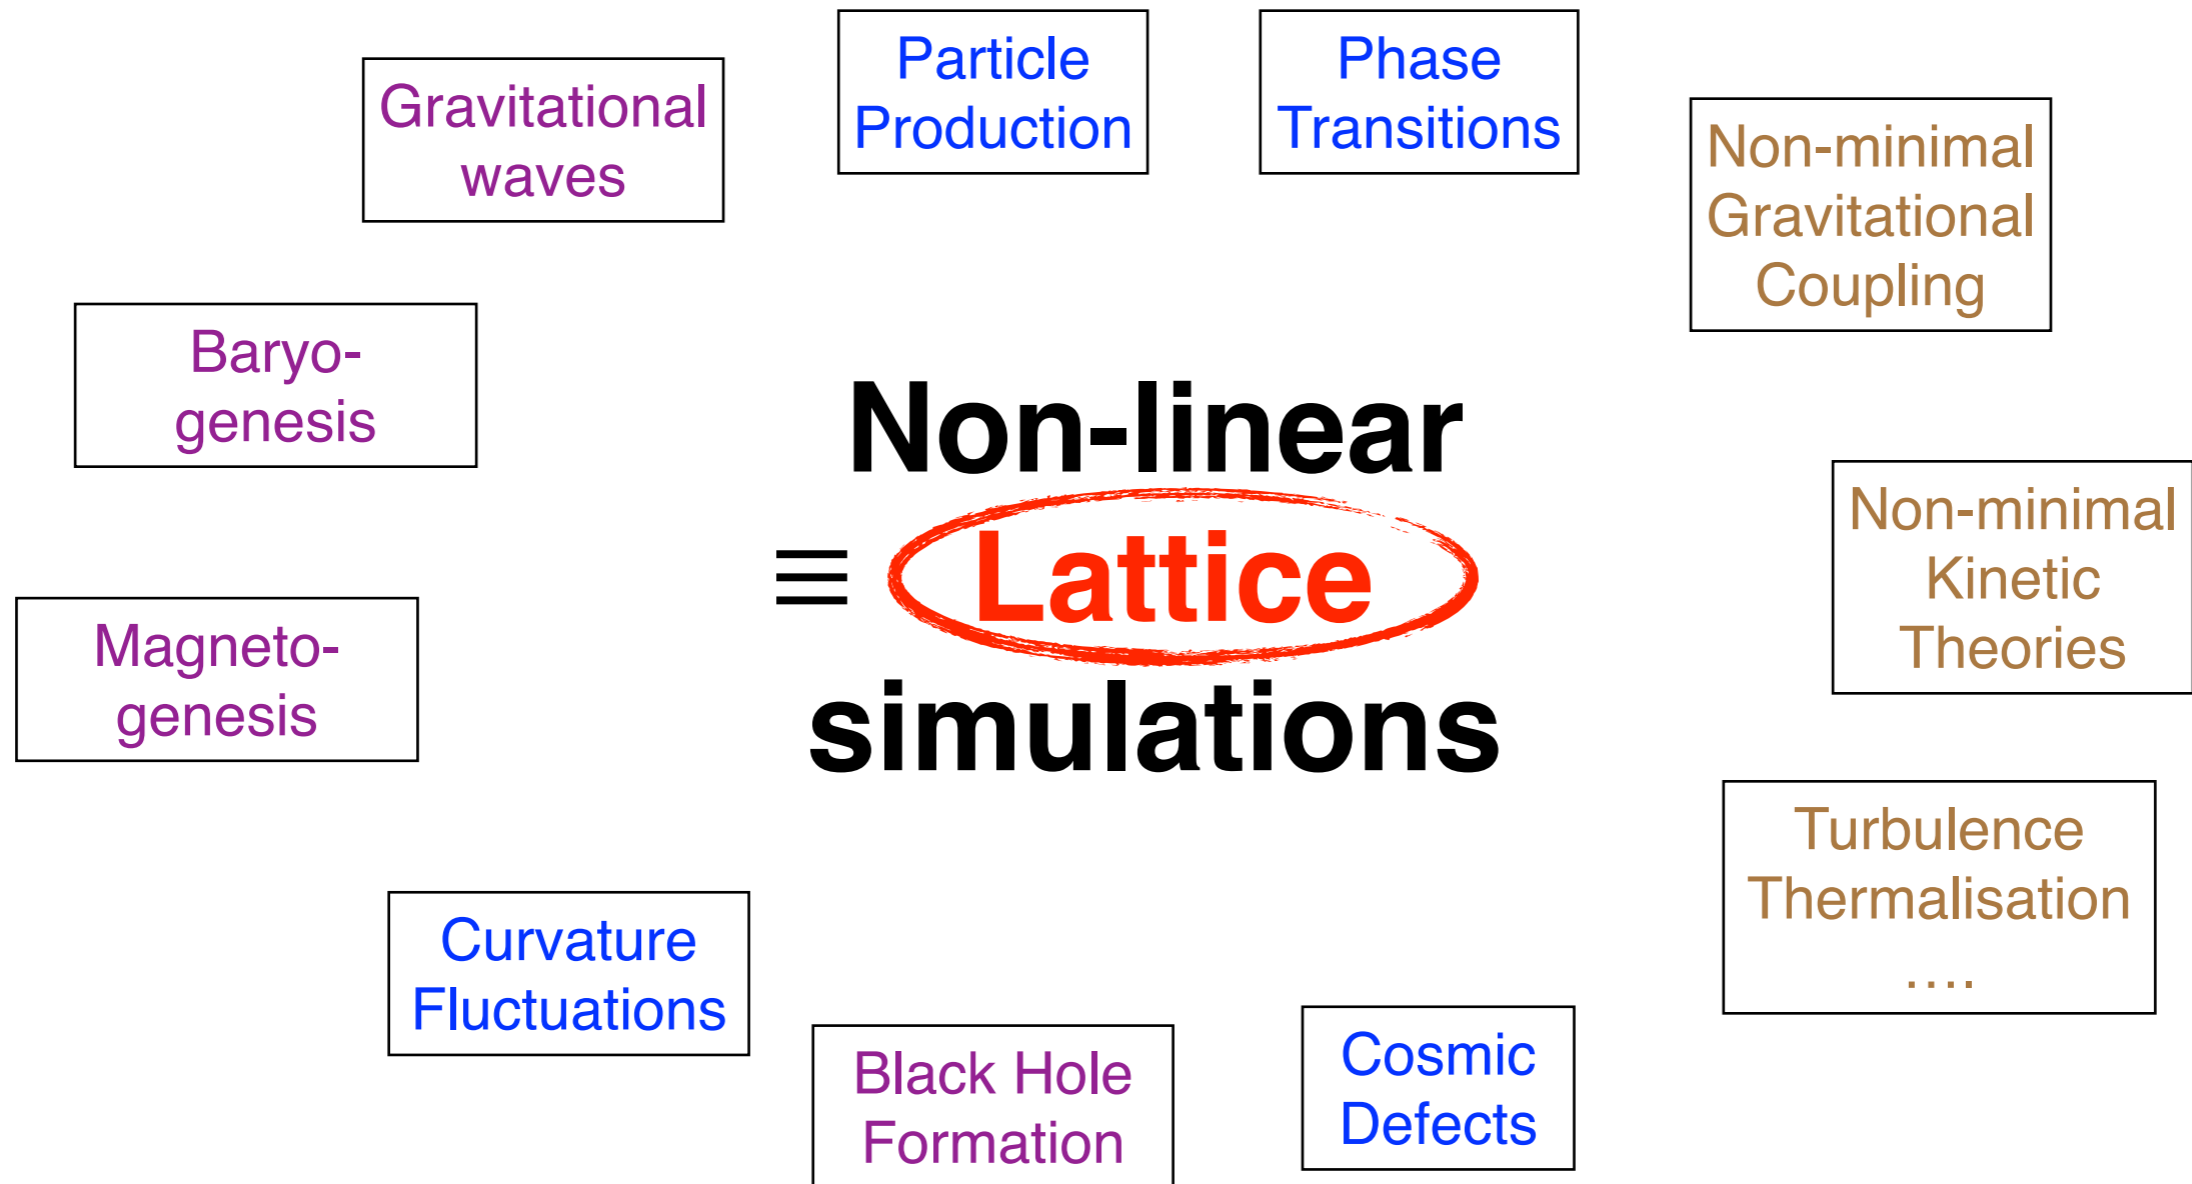 Particle
Production
Phase
Transitions
Gravitational
waves
Non-minimal
Gravitational
Coupling
Baryo-
genesis
Non-linear
≡ Lattice
simulations
Non-minimal
Kinetic
Theories
Magneto-
genesis
Turbulence
Thermalisation
....
Curvature
Fluctuations
Black Hole
Formation
Cosmic
Defects